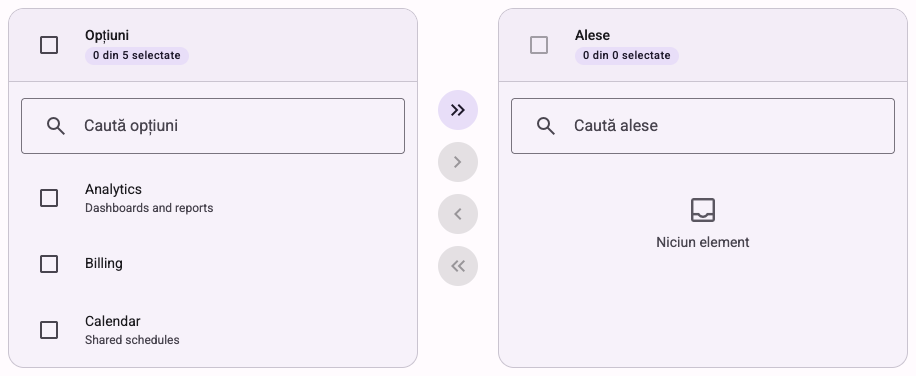 Opțiuni
0 din 5 selectate
Caută opțiuni
Analytics
Dashboards and reports
Billing
Calendar
Shared schedules
Alese
0 din 0 selectate
Caută alese
Niciun element